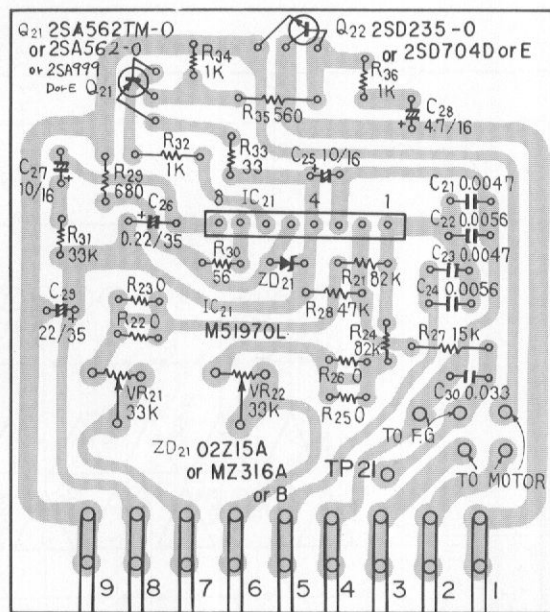 Q21 2SA562TM-O
or 2SA562-O
or 2SA999
D or E Q21
Q22 2SD235-O
or 2SD704D or E
R34
1K
R36
1K
R35 560
C28
4.7/16
R32
1K
R33
33
C25 10/16
C27
10/16
R29
680
C26
0.22/35
8 IC21 4 1
C21 0.0047
C22 0.0056
C23 0.0047
C24 0.0056
R31
33K
R30
56
ZD21
R21 82K
R23 0
IC21
R28 47K
C29
22/35
R22 0
M51970L
R24
82K
R27 15K
R26 0
C30 0.033
VR21
33K
VR22
33K
R25 0
TO F.G
ZD21 02Z15A
or MZ316A
or B
TP21
TO MOTOR
9 8 7 6 5 4 3 2 1